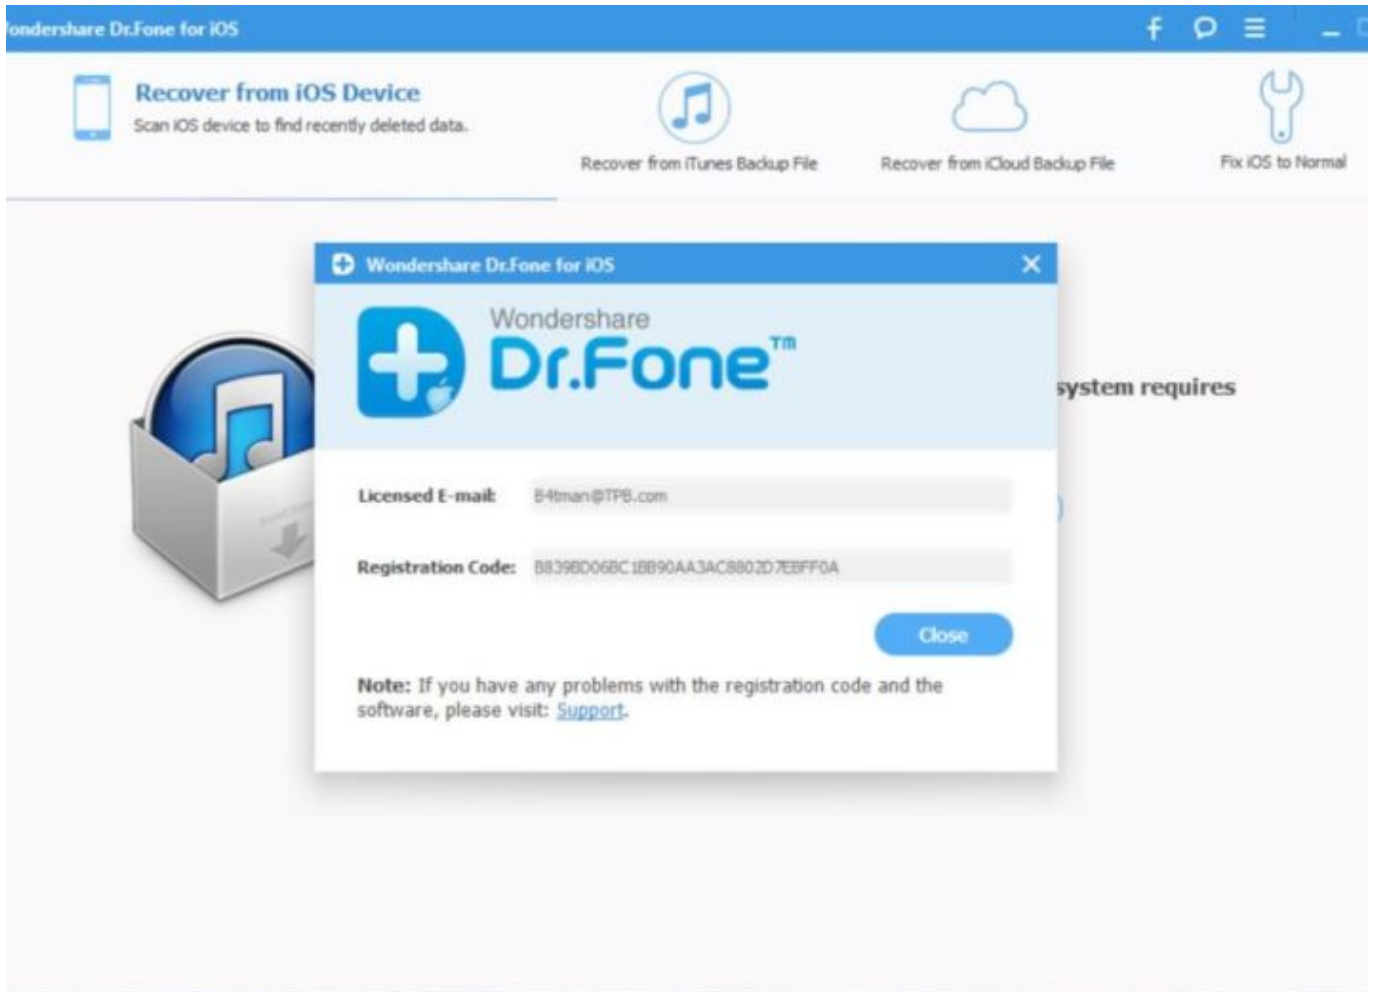 ondershare Dr.Fone for iOS
Recover from iOS Device
Scan iOS device to find recently deleted data.
Recover from iTunes Backup File
Recover from iCloud Backup File
Fix iOS to Normal
Wondershare Dr.Fone for iOS
Wondershare
Dr.Fone™
system requires
Licensed E-mail: B4tman@TPB.com
Registration Code: B839BD06BC1BB90AA3AC8802D7EBFF0A
Close
Note: If you have any problems with the registration code and the
software, please visit: Support.